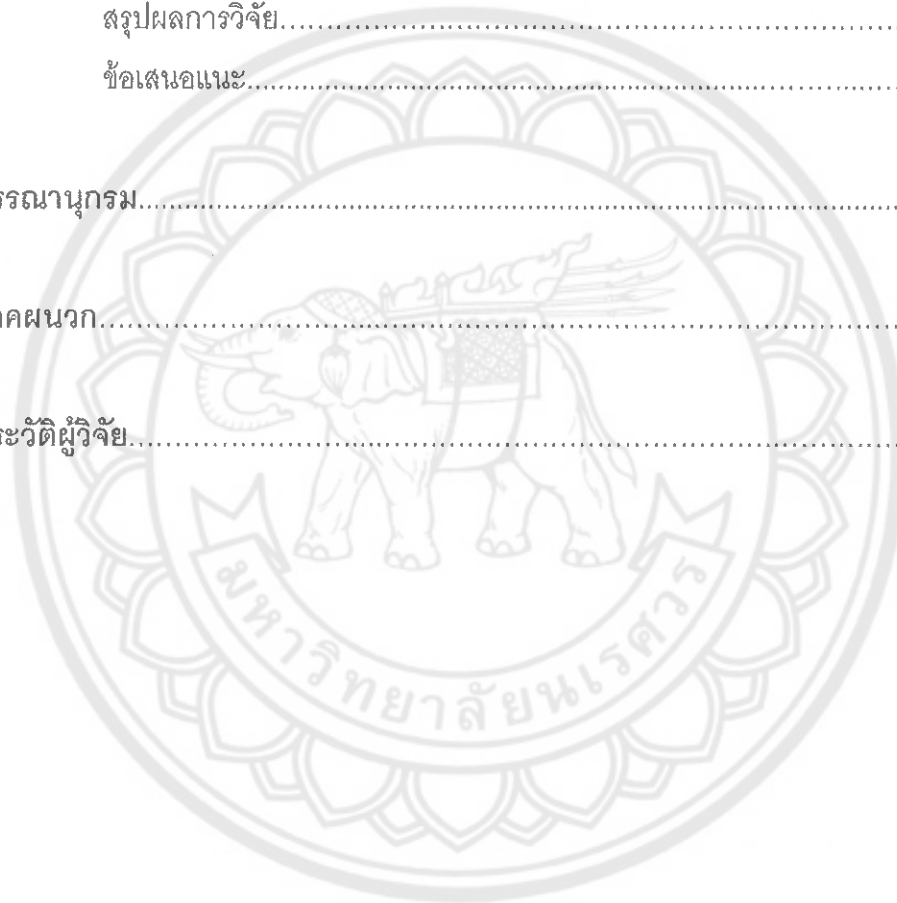 สรุปผลการวิจัย................................................................
ข้อเสนอแนะ................................................................
รรณานุกรม................................................................
าคผนวก................................................................
ระวัติผู้วิจัย................................................................
มหาวิทยาลัยนเรศวร